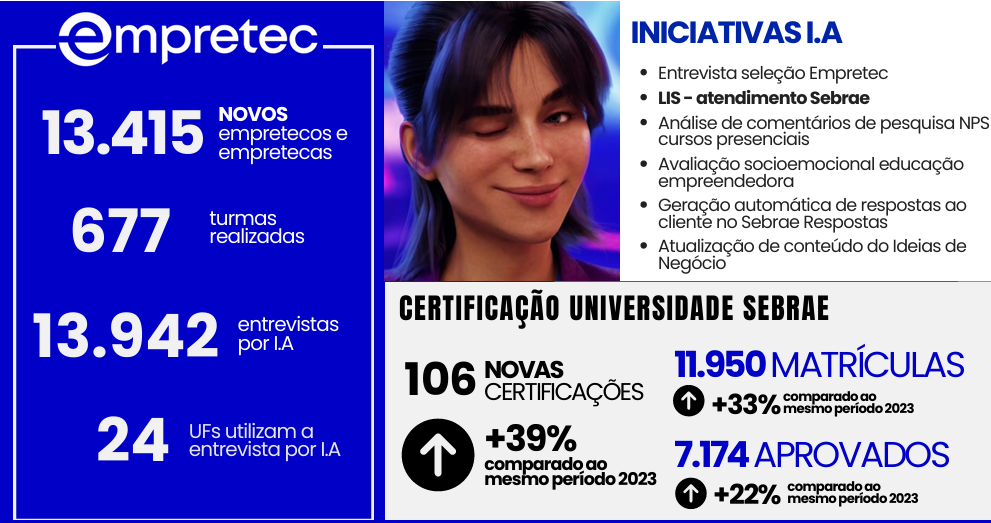 empretec
13.415 NOVOS
empretecos e
empretecas
677 turmas
realizadas
13.942 entrevistas
por I.A
24 UFs utilizam a
entrevista por I.A
INICIATIVAS I.A
• Entrevista seleção Empretec
• LIS - atendimento Sebrae
• Análise de comentários de pesquisa NPS
cursos presenciais
• Avaliação socioemocional educação
empreendedora
• Geração automática de respostas ao
cliente no Sebrae Respostas
• Atualização de conteúdo do Ideias de
Negócio
CERTIFICAÇÃO UNIVERSIDADE SEBRAE
106 NOVAS
CERTIFICAÇÕES
+39%
comparado ao
mesmo período 2023
11.950 MATRÍCULAS
+33% comparado ao
mesmo período 2023
7.174 APROVADOS
+22% comparado ao
mesmo período 2023